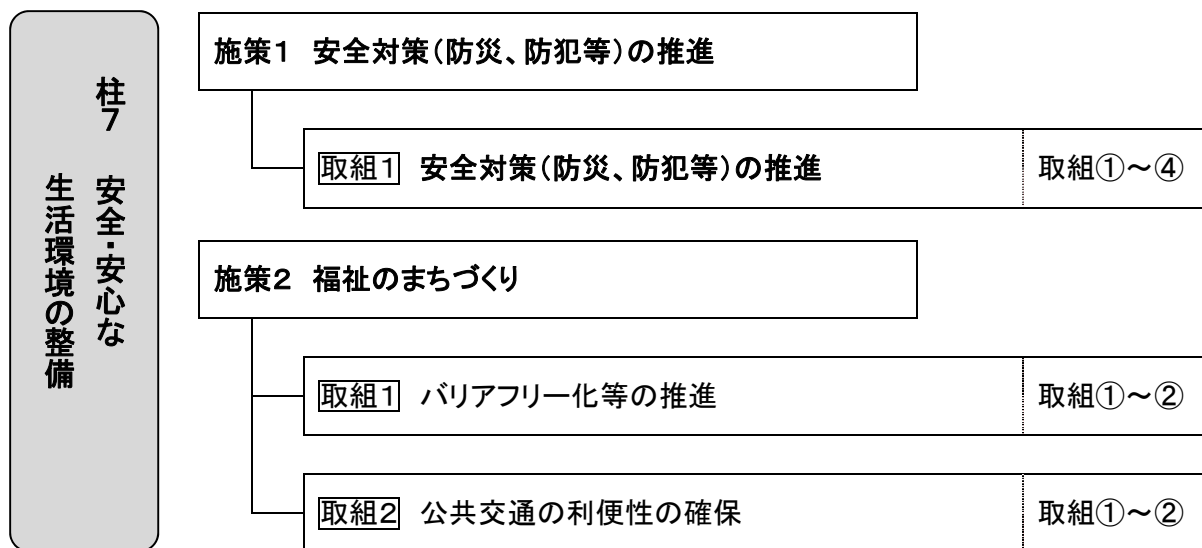 柱7 安全・安心な
生活環境の整備
施策1 安全対策(防災、防犯等)の推進
取組1 安全対策(防災、防犯等)の推進 取組①～④
施策2 福祉のまちづくり
取組1 バリアフリー化等の推進 取組①～②
取組2 公共交通の利便性の確保 取組①～②